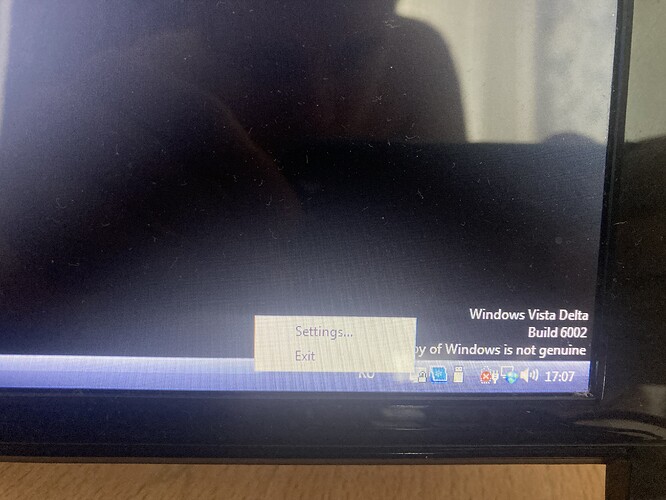 Windows Vista Delta
Build 6002
Settings...
py of Windows is not genuine
Exit
RU
17:07